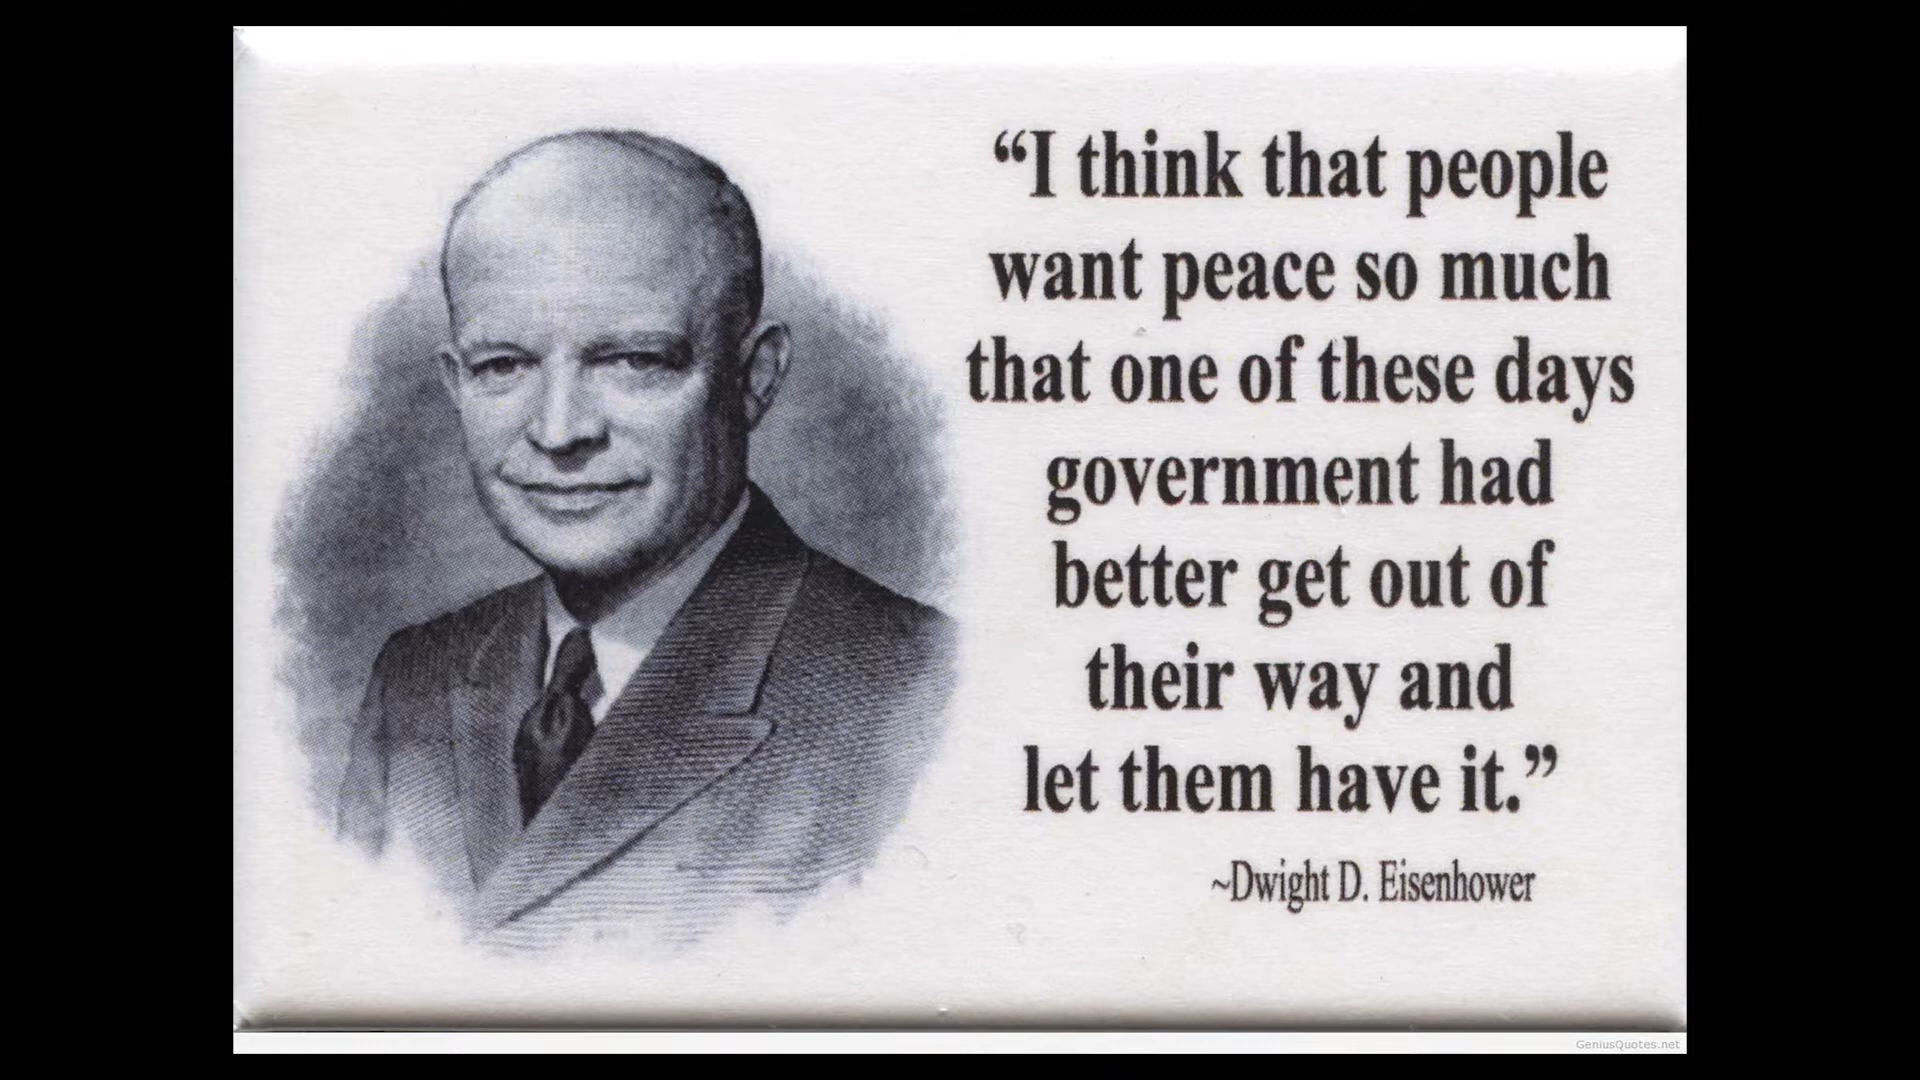 “I think that people
want peace so much
that one of these days
government had
better get out of
their way and
let them have it.”
~Dwight D. Eisenhower
GeniusQuotes.net